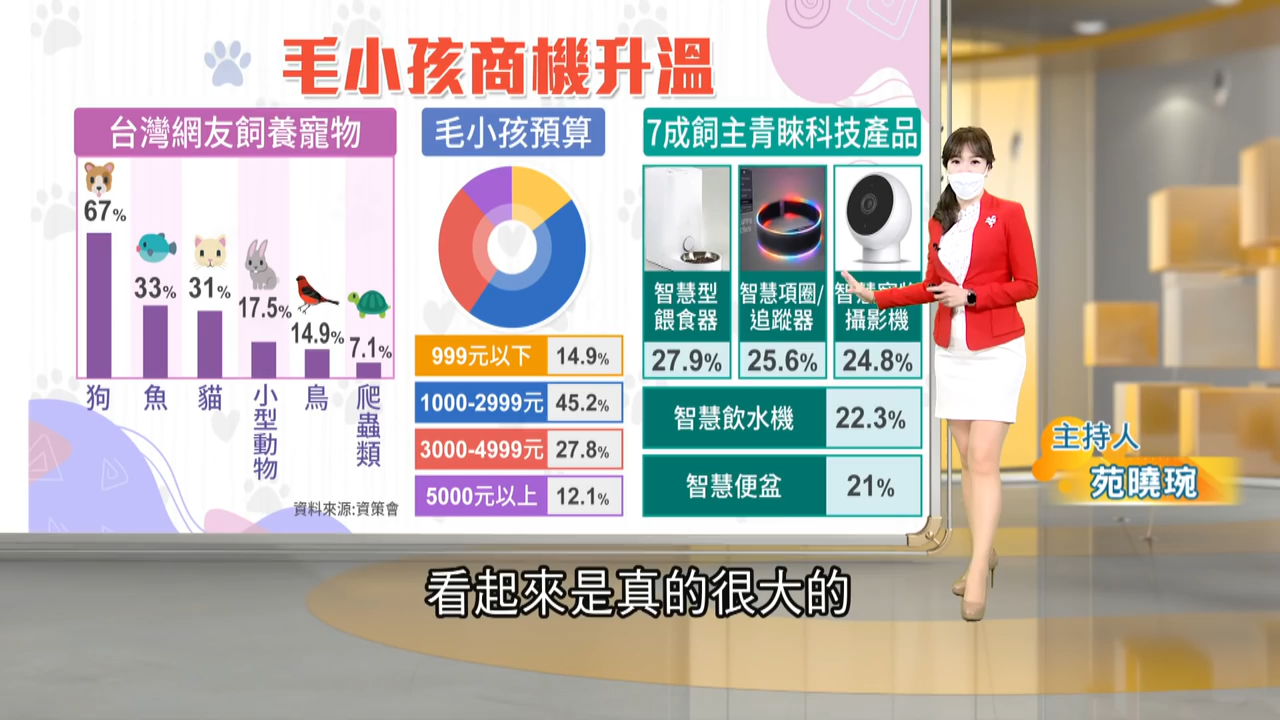 毛小孩商機升溫
台灣網友飼養寵物
67%
33%
31%
17.5%
14.9%
7.1%
狗
魚
貓
小型動物
鳥
爬蟲類
資料來源:資策會
毛小孩預算
999元以下 14.9%
1000-2999元 45.2%
3000-4999元 27.8%
5000元以上 12.1%
7成飼主青睞科技產品
智慧型
餵食器
27.9%
智慧項圈/
追蹤器
25.6%
智慧寵物
攝影機
24.8%
智慧飲水機 22.3%
智慧便盆 21%
主持人
苑曉琬
看起來是真的很大的